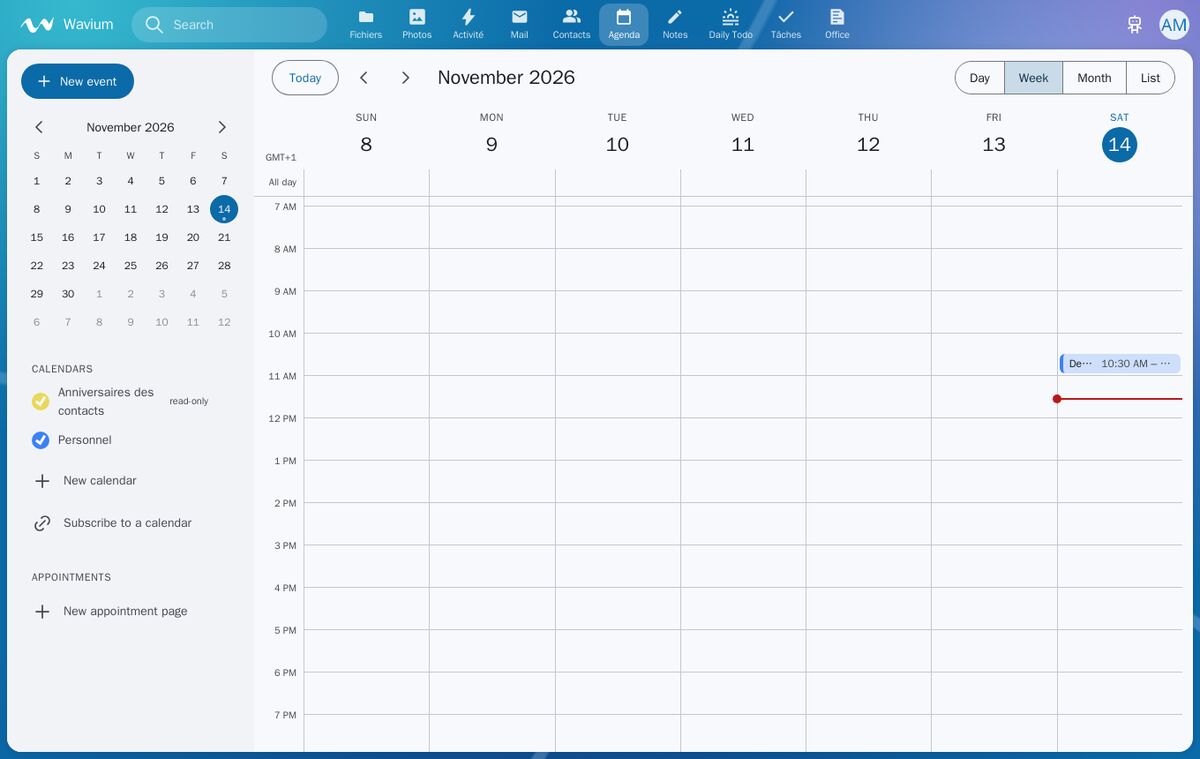 Wavium
Search
Fichiers
Photos
Activité
Mail
Contacts
Agenda
Notes
Daily Todo
Tâches
Office
AM
New event
November 2026
S M T W T F S
1 2 3 4 5 6 7
8 9 10 11 12 13 14
15 16 17 18 19 20 21
22 23 24 25 26 27 28
29 30 1 2 3 4 5
6 7 8 9 10 11 12
CALENDARS
Anniversaires des
contacts
read-only
Personnel
New calendar
Subscribe to a calendar
APPOINTMENTS
New appointment page
Today
November 2026
Day
Week
Month
List
SUN MON TUE WED THU FRI SAT
8 9 10 11 12 13 14
GMT+1
All day
7 AM
8 AM
9 AM
10 AM
De··· 10:30 AM – ···
11 AM
12 PM
1 PM
2 PM
3 PM
4 PM
5 PM
6 PM
7 PM